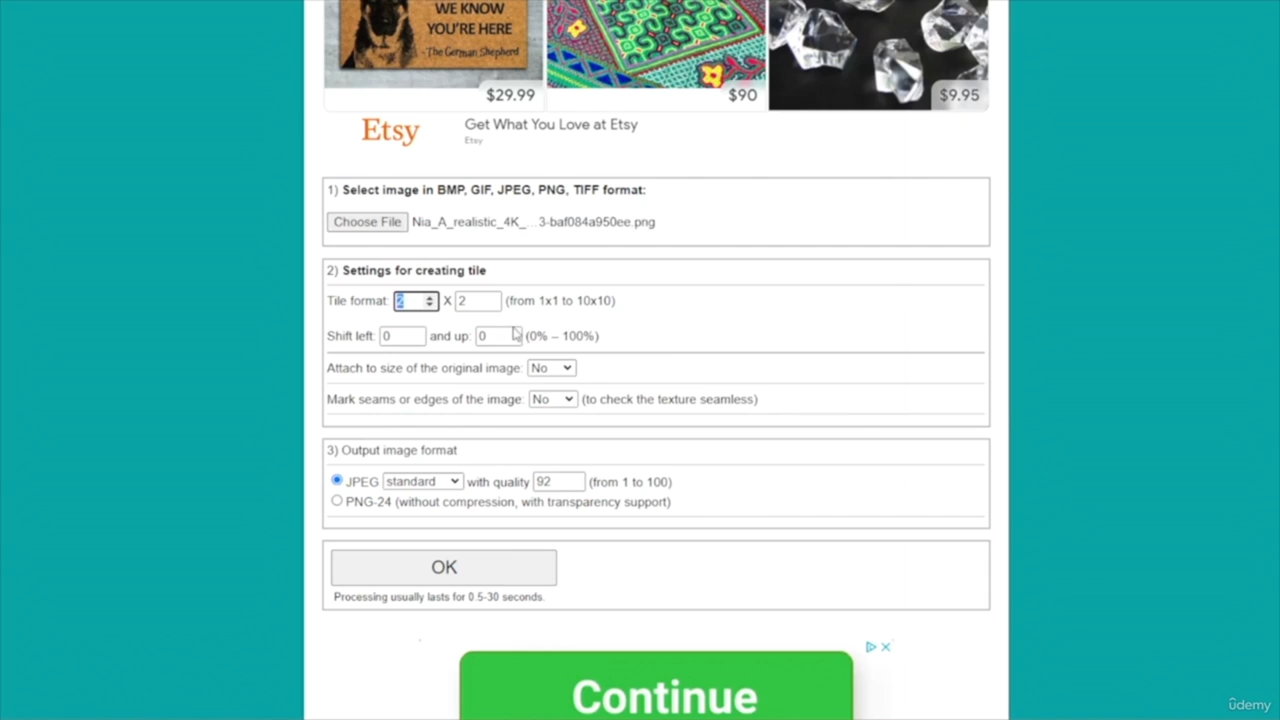 WE KNOW
YOU'RE HERE
-The German Shepherd
$29.99
$90
$9.95
Etsy
Get What You Love at Etsy
Etsy
1) Select image in BMP, GIF, JPEG, PNG, TIFF format:
Choose File Nia_A_realistic_4K_...3-baf084a950ee.png
2) Settings for creating tile
Tile format: 2 X 2 (from 1x1 to 10x10)
Shift left: 0 and up: 0 (0% – 100%)
Attach to size of the original image: No
Mark seams or edges of the image: No (to check the texture seamless)
3) Output image format
JPEG standard with quality 92 (from 1 to 100)
PNG-24 (without compression, with transparency support)
OK
Processing usually lasts for 0.5-30 seconds.
Continue
ûdemy